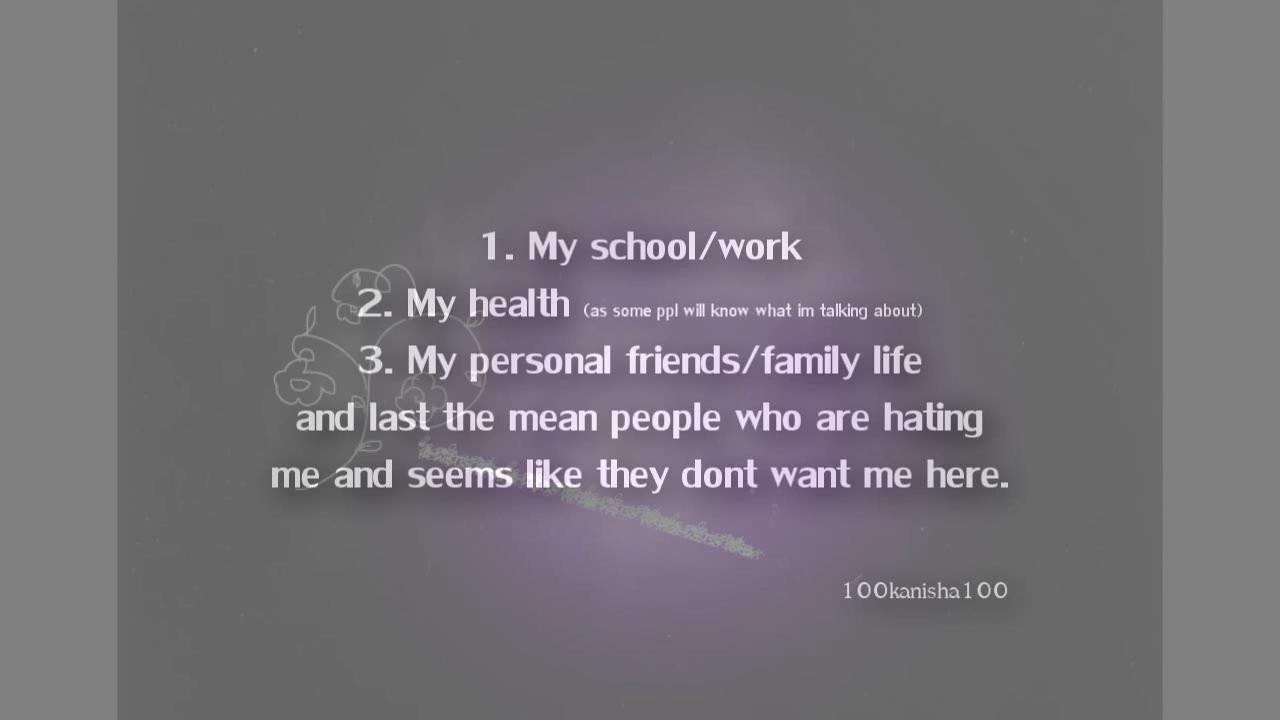 1. My school/work
2. My health (as some ppl will know what im talking about)
3. My personal friends/family life
and last the mean people who are hating
me and seems like they dont want me here.
100kanisha100